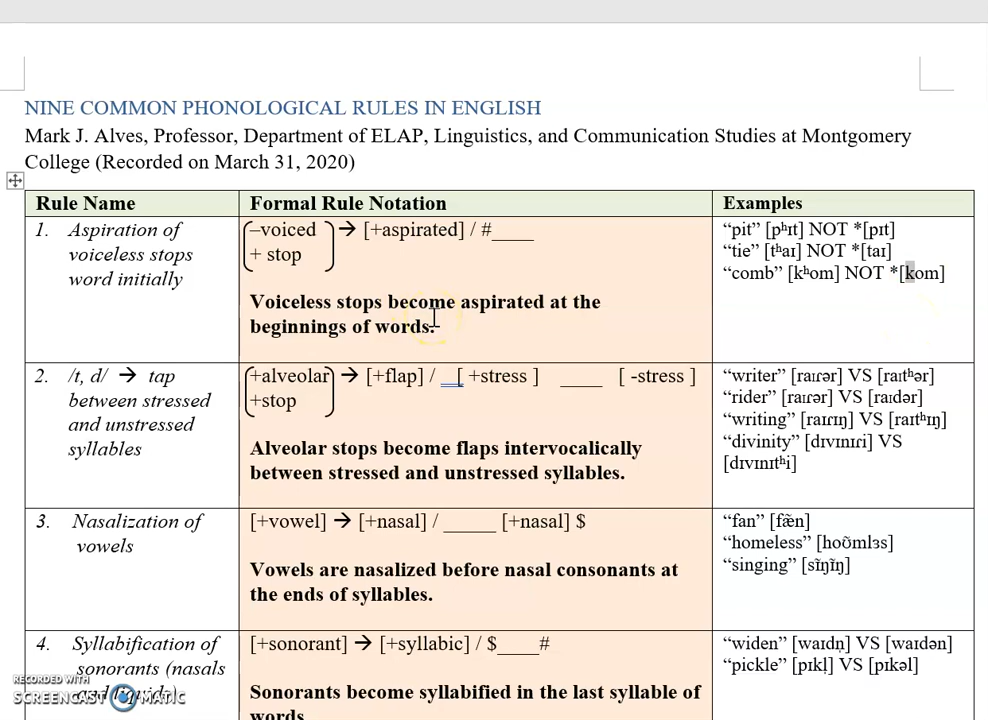 NINE COMMON PHONOLOGICAL RULES IN ENGLISH
Mark J. Alves, Professor, Department of ELAP, Linguistics, and Communication Studies at Montgomery
College (Recorded on March 31, 2020)
Rule Name
Formal Rule Notation
Examples
1. Aspiration of
voiceless stops
word initially
–voiced → [+aspirated] / #____
+ stop
Voiceless stops become aspirated at the
beginnings of words.
“pit” [pʰɪt] NOT *[pɪt]
“tie” [tʰaɪ] NOT *[taɪ]
“comb” [kʰom] NOT *[kom]
2. /t, d/ → tap
between stressed
and unstressed
syllables
+alveolar → [+flap] / __[ +stress ] ____ [ -stress ]
+stop
Alveolar stops become flaps intervocalically
between stressed and unstressed syllables.
“writer” [raɪɾər] VS [raɪtʰər]
“rider” [raɪɾər] VS [raɪdər]
“writing” [raɪɾɪŋ] VS [raɪtʰɪŋ]
“divinity” [dɪvɪnɪɾi] VS
[dɪvɪnɪtʰi]
3. Nasalization of
vowels
[+vowel] → [+nasal] / _____ [+nasal] $
Vowels are nasalized before nasal consonants at
the ends of syllables.
“fan” [fæ̃n]
“homeless” [hoʊ̃mlɜs]
“singing” [sɪ̃ŋɪ̃ŋ]
4. Syllabification of
sonorants (nasals
and liquids)
[+sonorant] → [+syllabic] / $____#
Sonorants become syllabified in the last syllable of
words.
“widen” [waɪdn̩] VS [waɪdən]
“pickle” [pɪkl̩] VS [pɪkəl]
RECORDED WITH
SCREENCAST MATIC